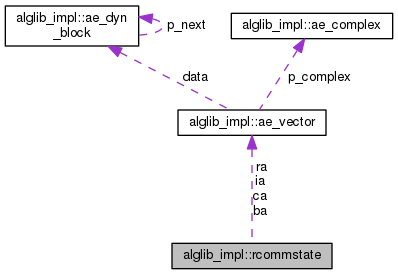 alglib_impl::ae_dyn
_block
p_next
alglib_impl::ae_complex
data
p_complex
alglib_impl::ae_vector
ra
ia
ca
ba
alglib_impl::rcommstate